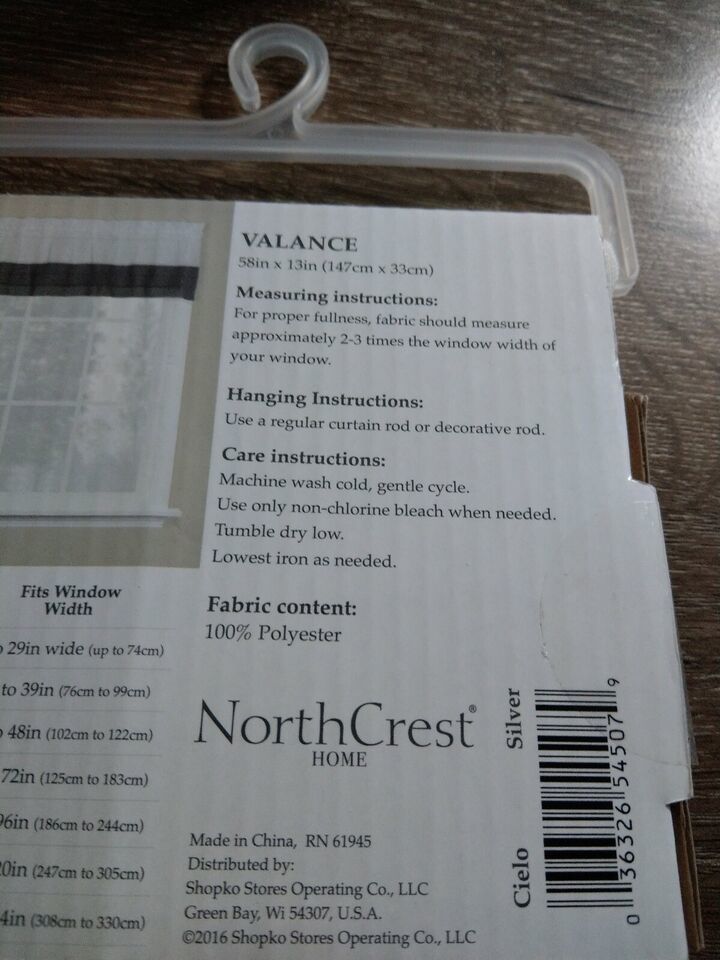 VALANCE
58in x 13in (147cm x 33cm)
Measuring instructions:
For proper fullness, fabric should measure
approximately 2-3 times the window width of
your window.
Hanging Instructions:
Use a regular curtain rod or decorative rod.
Care instructions:
Machine wash cold, gentle cycle.
Use only non-chlorine bleach when needed.
Tumble dry low.
Lowest iron as needed.
Fabric content:
100% Polyester
Fits Window
Width
29in wide (up to 74cm)
to 39in (76cm to 99cm)
48in (102cm to 122cm)
72in (125cm to 183cm)
96in (186cm to 244cm)
0in (247cm to 305cm)
4in (308cm to 330cm)
NorthCrest®
HOME
Made in China, RN 61945
Distributed by:
Shopko Stores Operating Co., LLC
Green Bay, Wi 54307, U.S.A.
©2016 Shopko Stores Operating Co., LLC
Cielo Silver
0 36326 54507 9